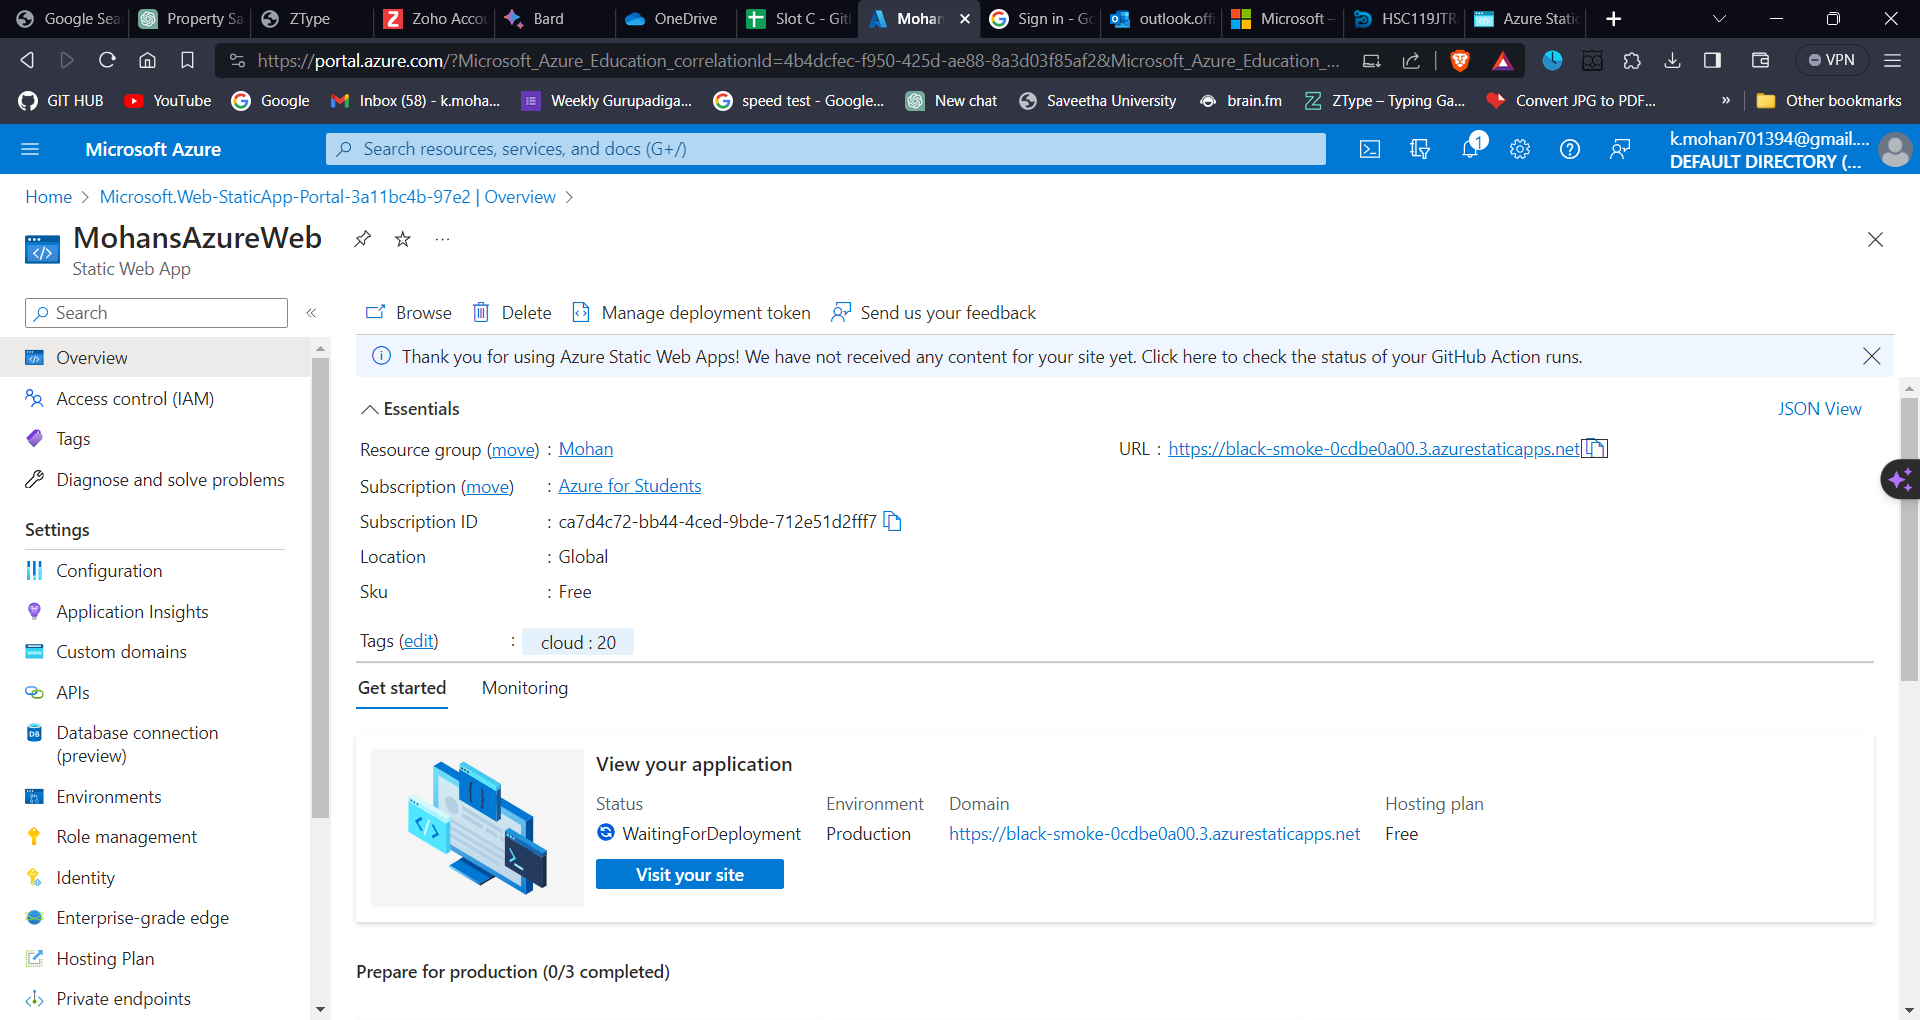 Google Sea
Property Sa
ZType
Zoho Accou
Bard
OneDrive
Slot C - Gitl
Mohan
Sign in - Go
outlook.offi
Microsoft –
HSC119JTR
Azure Static
https://portal.azure.com/?Microsoft_Azure_Education_correlationId=4b4dcfec-f950-425d-ae88-8a3d03f85af2&Microsoft_Azure_Education_...
VPN
GIT HUB
YouTube
Google
Inbox (58) - k.moha...
Weekly Gurupadiga...
speed test - Google...
New chat
Saveetha University
brain.fm
ZType – Typing Ga...
Convert JPG to PDF...
»
Other bookmarks
Microsoft Azure
Search resources, services, and docs (G+/)
1
k.mohan701394@gmail....
DEFAULT DIRECTORY (...
Home > Microsoft.Web-StaticApp-Portal-3a11bc4b-97e2 | Overview >
MohansAzureWeb
Static Web App
Search
«
Browse
Delete
Manage deployment token
Send us your feedback
Thank you for using Azure Static Web Apps! We have not received any content for your site yet. Click here to check the status of your GitHub Action runs.
Overview
Access control (IAM)
Tags
Diagnose and solve problems
Settings
Configuration
Application Insights
Custom domains
APIs
Database connection
(preview)
Environments
Role management
Identity
Enterprise-grade edge
Hosting Plan
Private endpoints
Essentials
JSON View
Resource group (move) : Mohan
URL : https://black-smoke-0cdbe0a00.3.azurestaticapps.net
Subscription (move) : Azure for Students
Subscription ID : ca7d4c72-bb44-4ced-9bde-712e51d2fff7
Location : Global
Sku : Free
Tags (edit) : cloud : 20
Get started
Monitoring
View your application
Status
Environment
Domain
Hosting plan
WaitingForDeployment
Production
https://black-smoke-0cdbe0a00.3.azurestaticapps.net
Free
Visit your site
Prepare for production (0/3 completed)